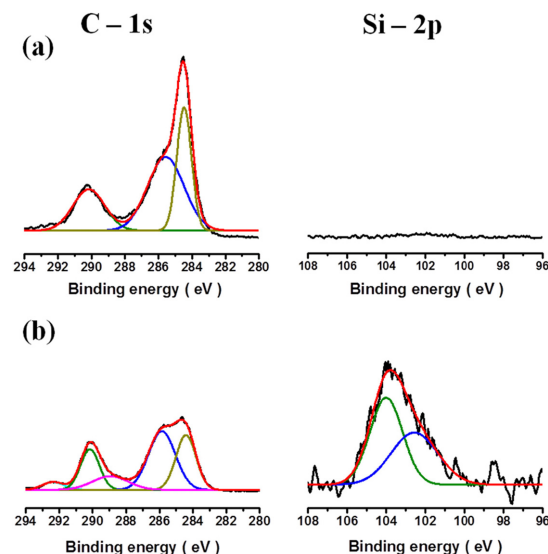 C – 1s Si – 2p
(a)
294 292 290 288 286 284 282 280 108 106 104 102 100 98 96
Binding energy ( eV ) Binding energy ( eV )
(b)
294 292 290 288 286 284 282 280 108 106 104 102 100 98 96
Binding energy ( eV ) Binding energy ( eV )